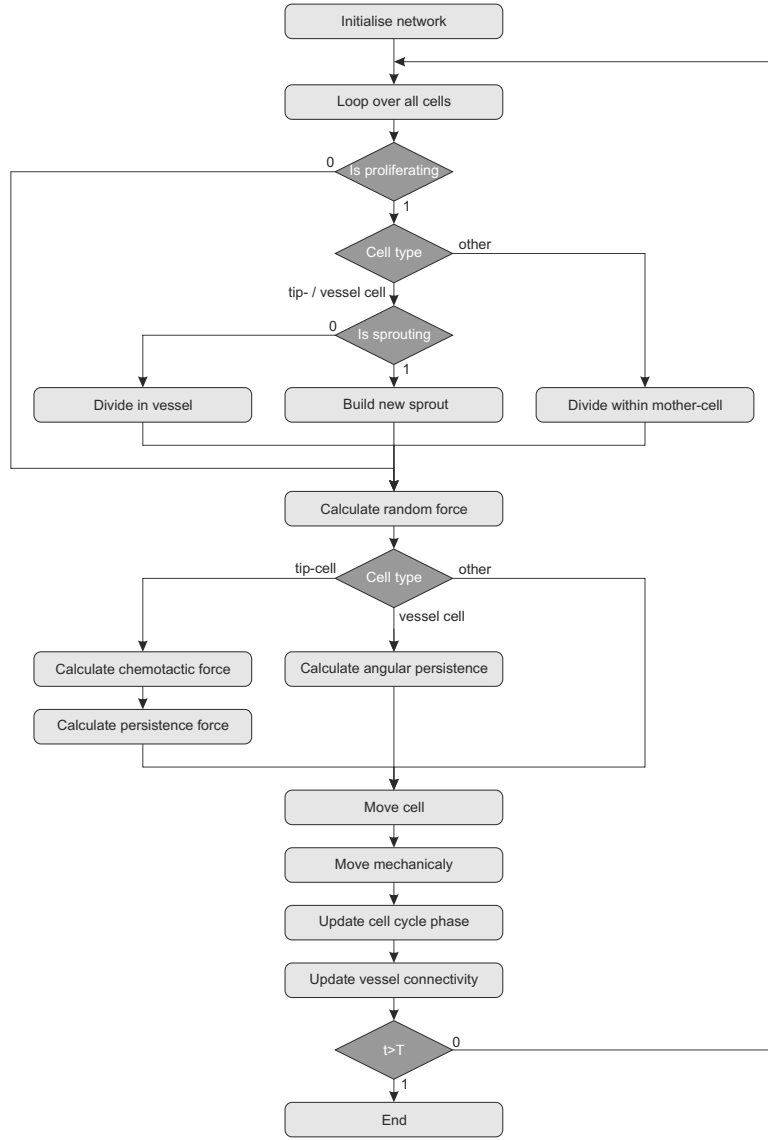 Initialise network
Loop over all cells
0
Is proliferating
1
Cell type
other
tip- / vessel cell
0
Is sprouting
1
Divide in vessel
Build new sprout
Divide within mother-cell
Calculate random force
tip-cell
Cell type
other
vessel cell
Calculate chemotactic force
Calculate angular persistence
Calculate persistence force
Move cell
Move mechanicaly
Update cell cycle phase
Update vessel connectivity
t>T
0
1
End